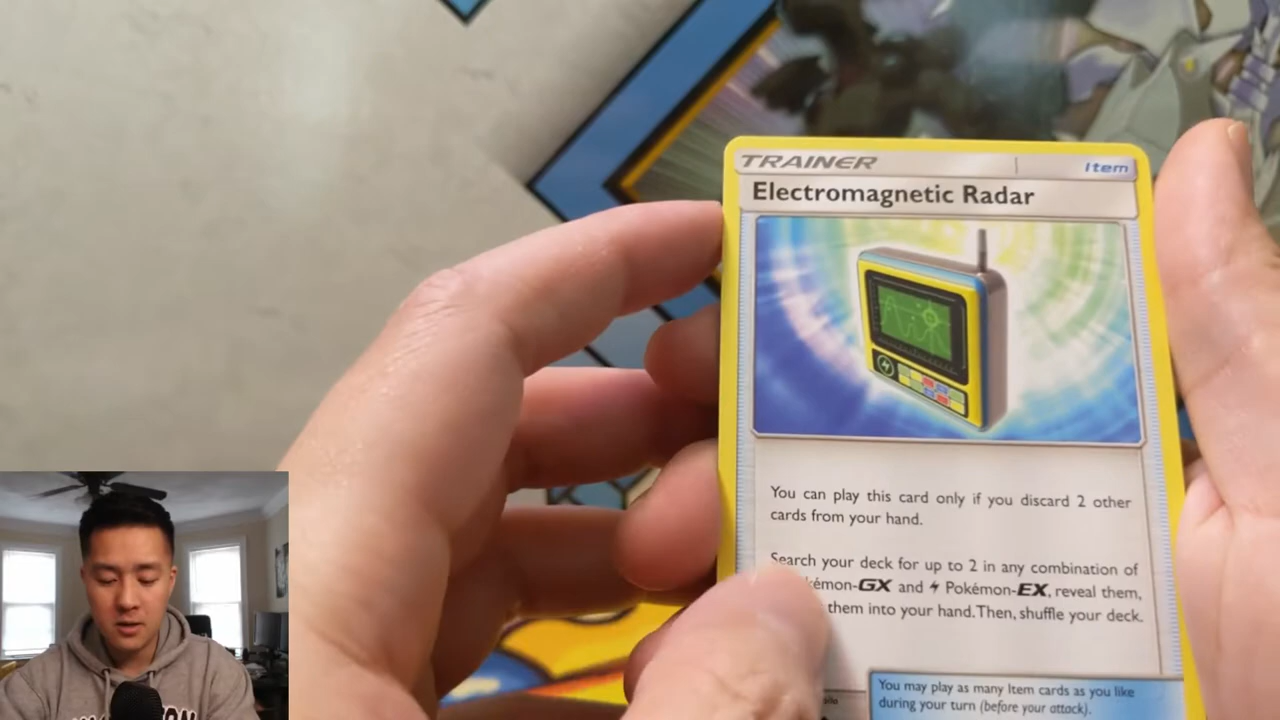 TRAINER Item
Electromagnetic Radar
You can play this card only if you discard 2 other
cards from your hand.
Search your deck for up to 2 in any combination of
kémon-GX and Pokémon-EX, reveal them,
them into your hand. Then, shuffle your deck.
You may play as many Item cards as you like
during your turn (before your attack).